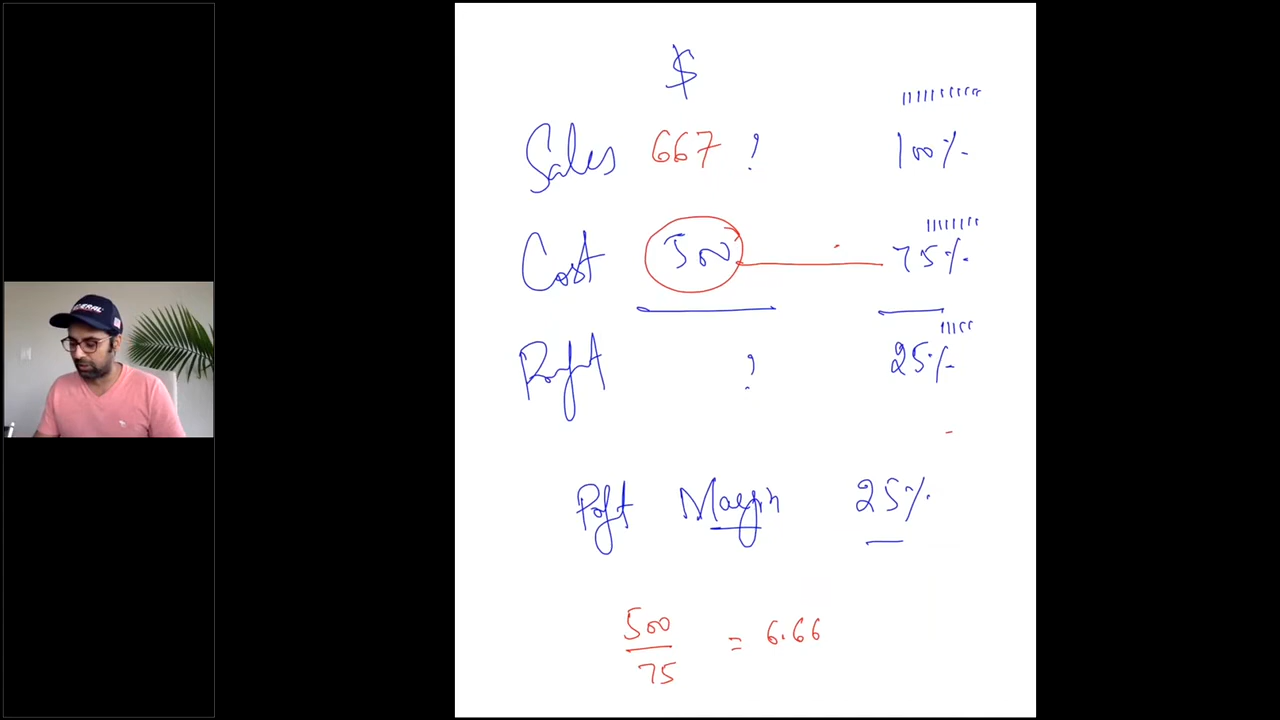 $
Sales 667 ? 100%
Cost 500 75%
Profit ? 25%
Profit Margin 25%
500
75
= 6.66